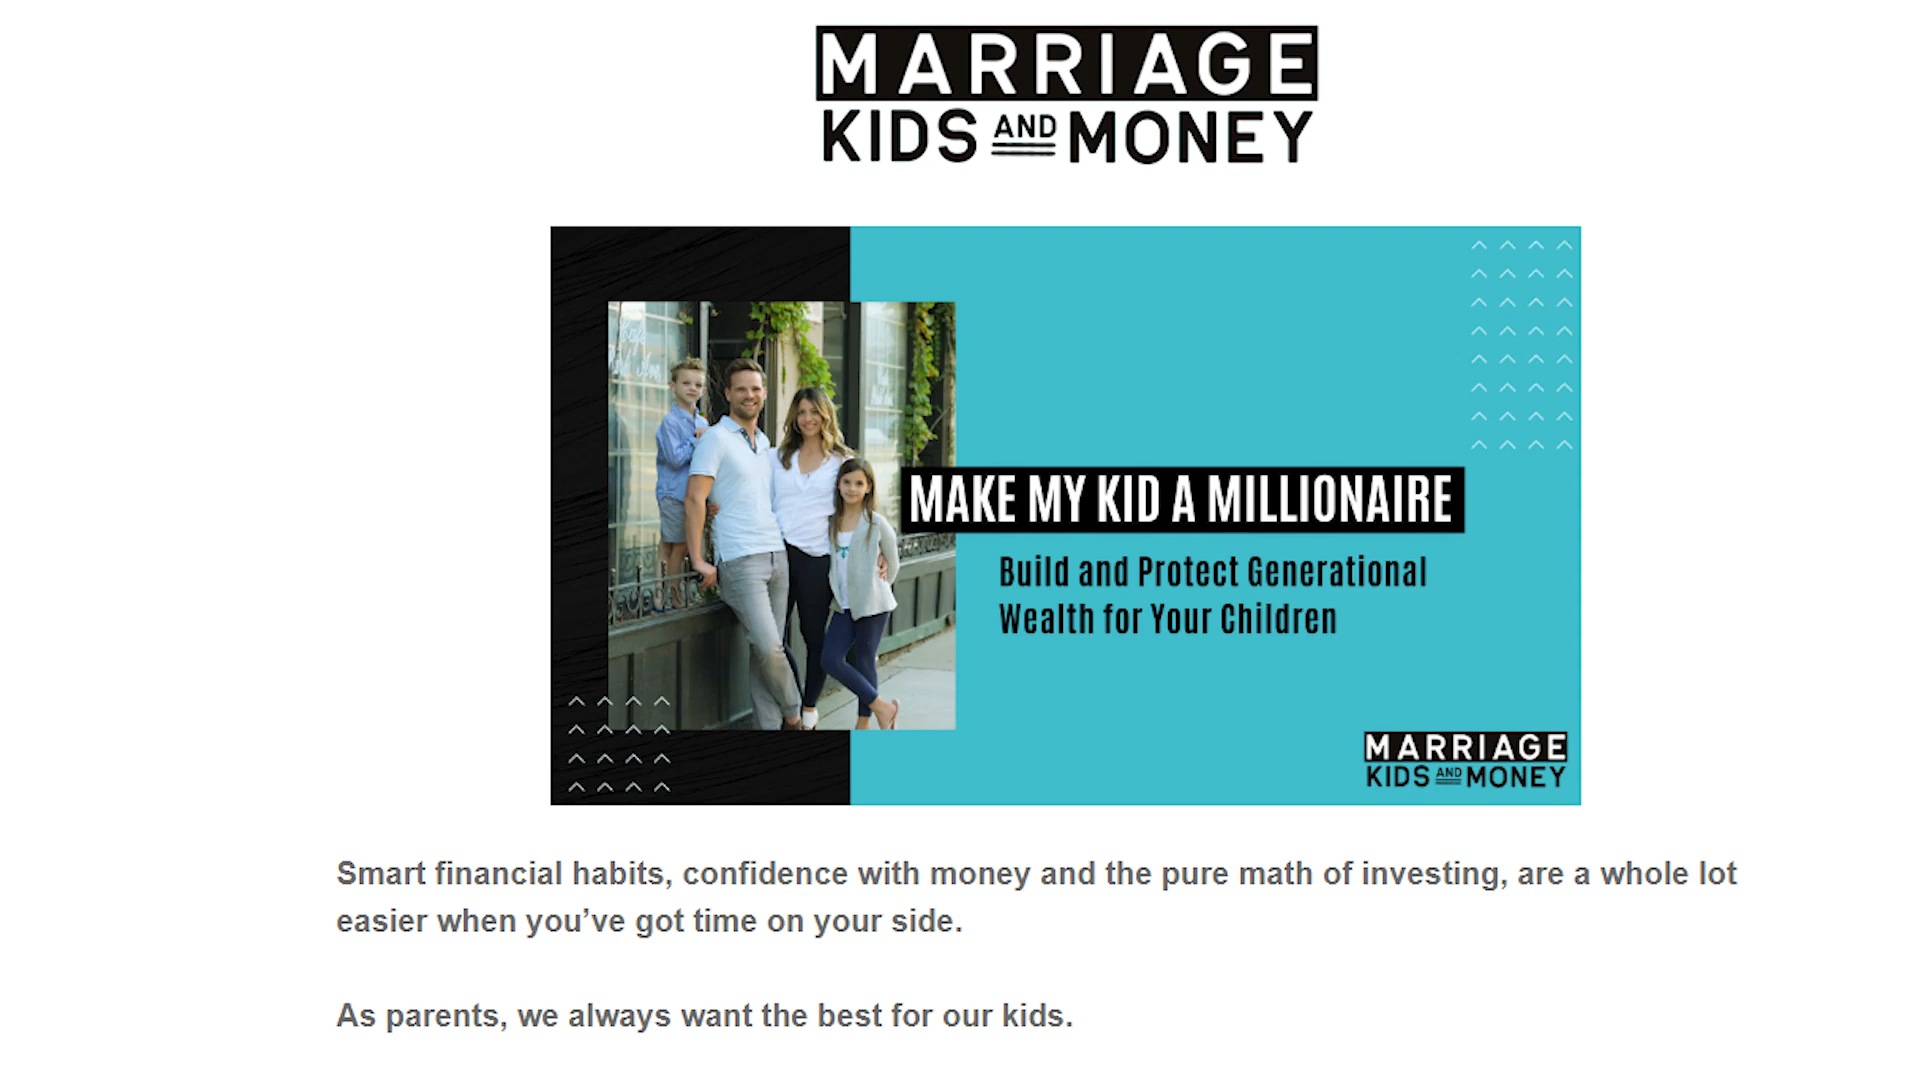 MARRIAGE
KIDS AND MONEY
MAKE MY KID A MILLIONAIRE
Build and Protect Generational
Wealth for Your Children
MARRIAGE
KIDS AND MONEY
Smart financial habits, confidence with money and the pure math of investing, are a whole lot
easier when you’ve got time on your side.
As parents, we always want the best for our kids.